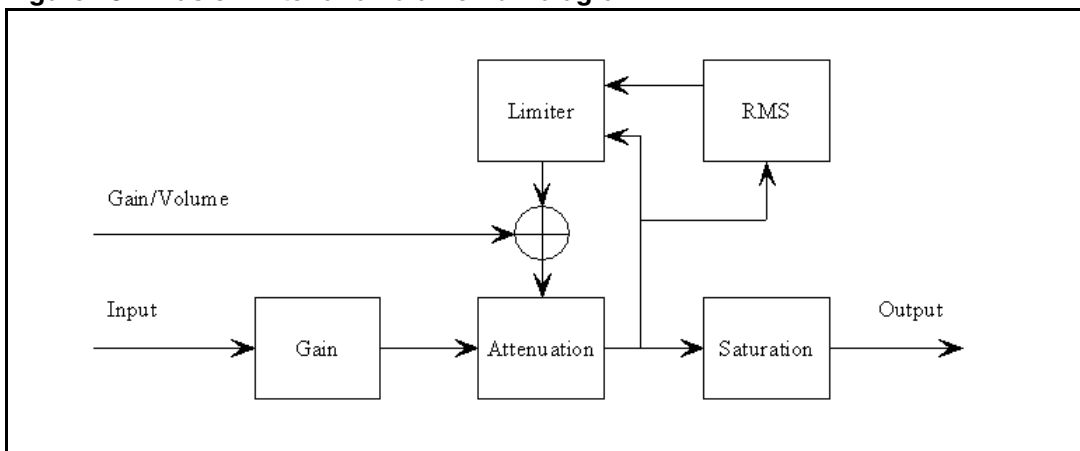 Limiter
RMS
Gain/Volume
Input
Output
Gain
Attenuation
Saturation